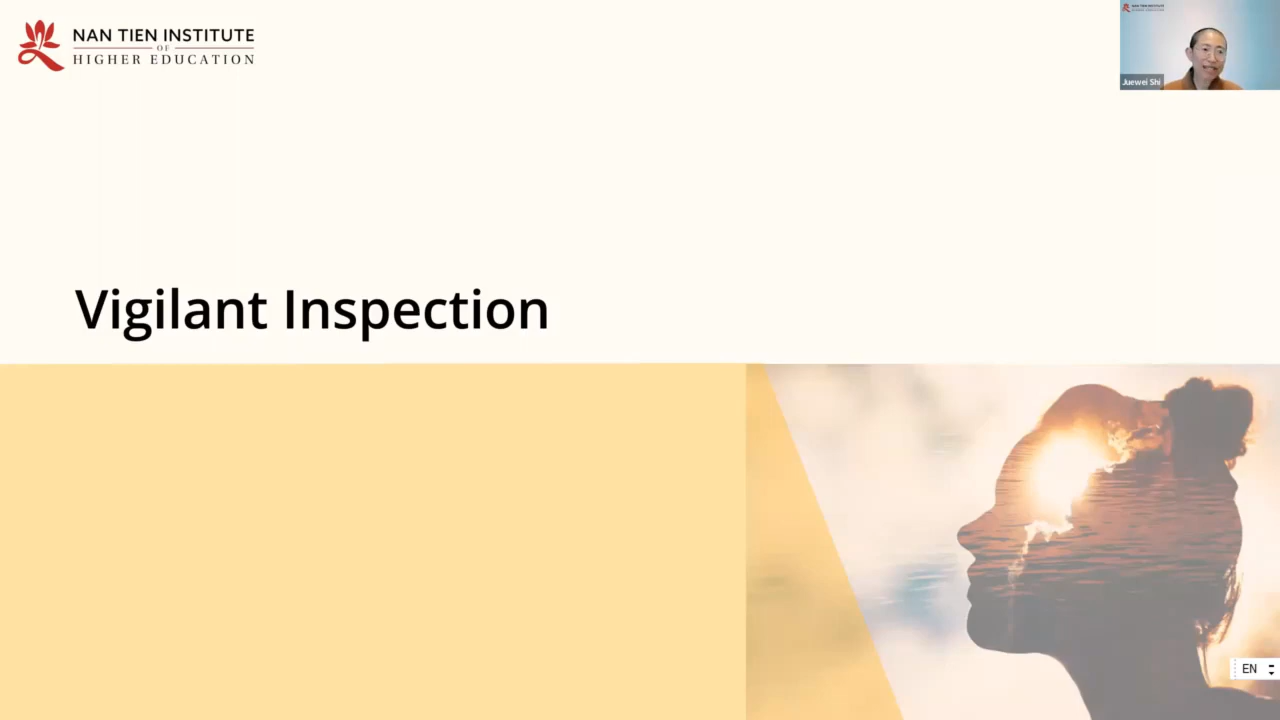 NAN TIEN INSTITUTE
OF
HIGHER EDUCATION
Juewei Shi
Vigilant Inspection
EN